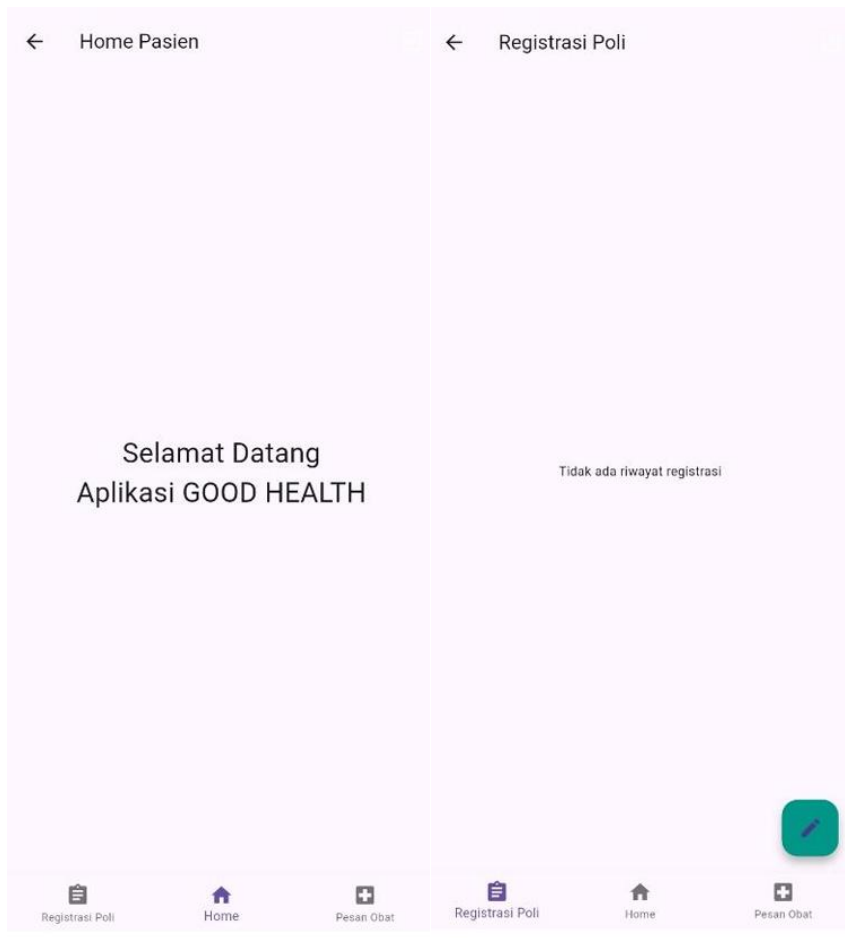 Home Pasien
Selamat Datang
Aplikasi GOOD HEALTH
Registrasi Poli
Home
Pesan Obat
Registrasi Poli
Tidak ada riwayat registrasi
Registrasi Poli
Home
Pesan Obat